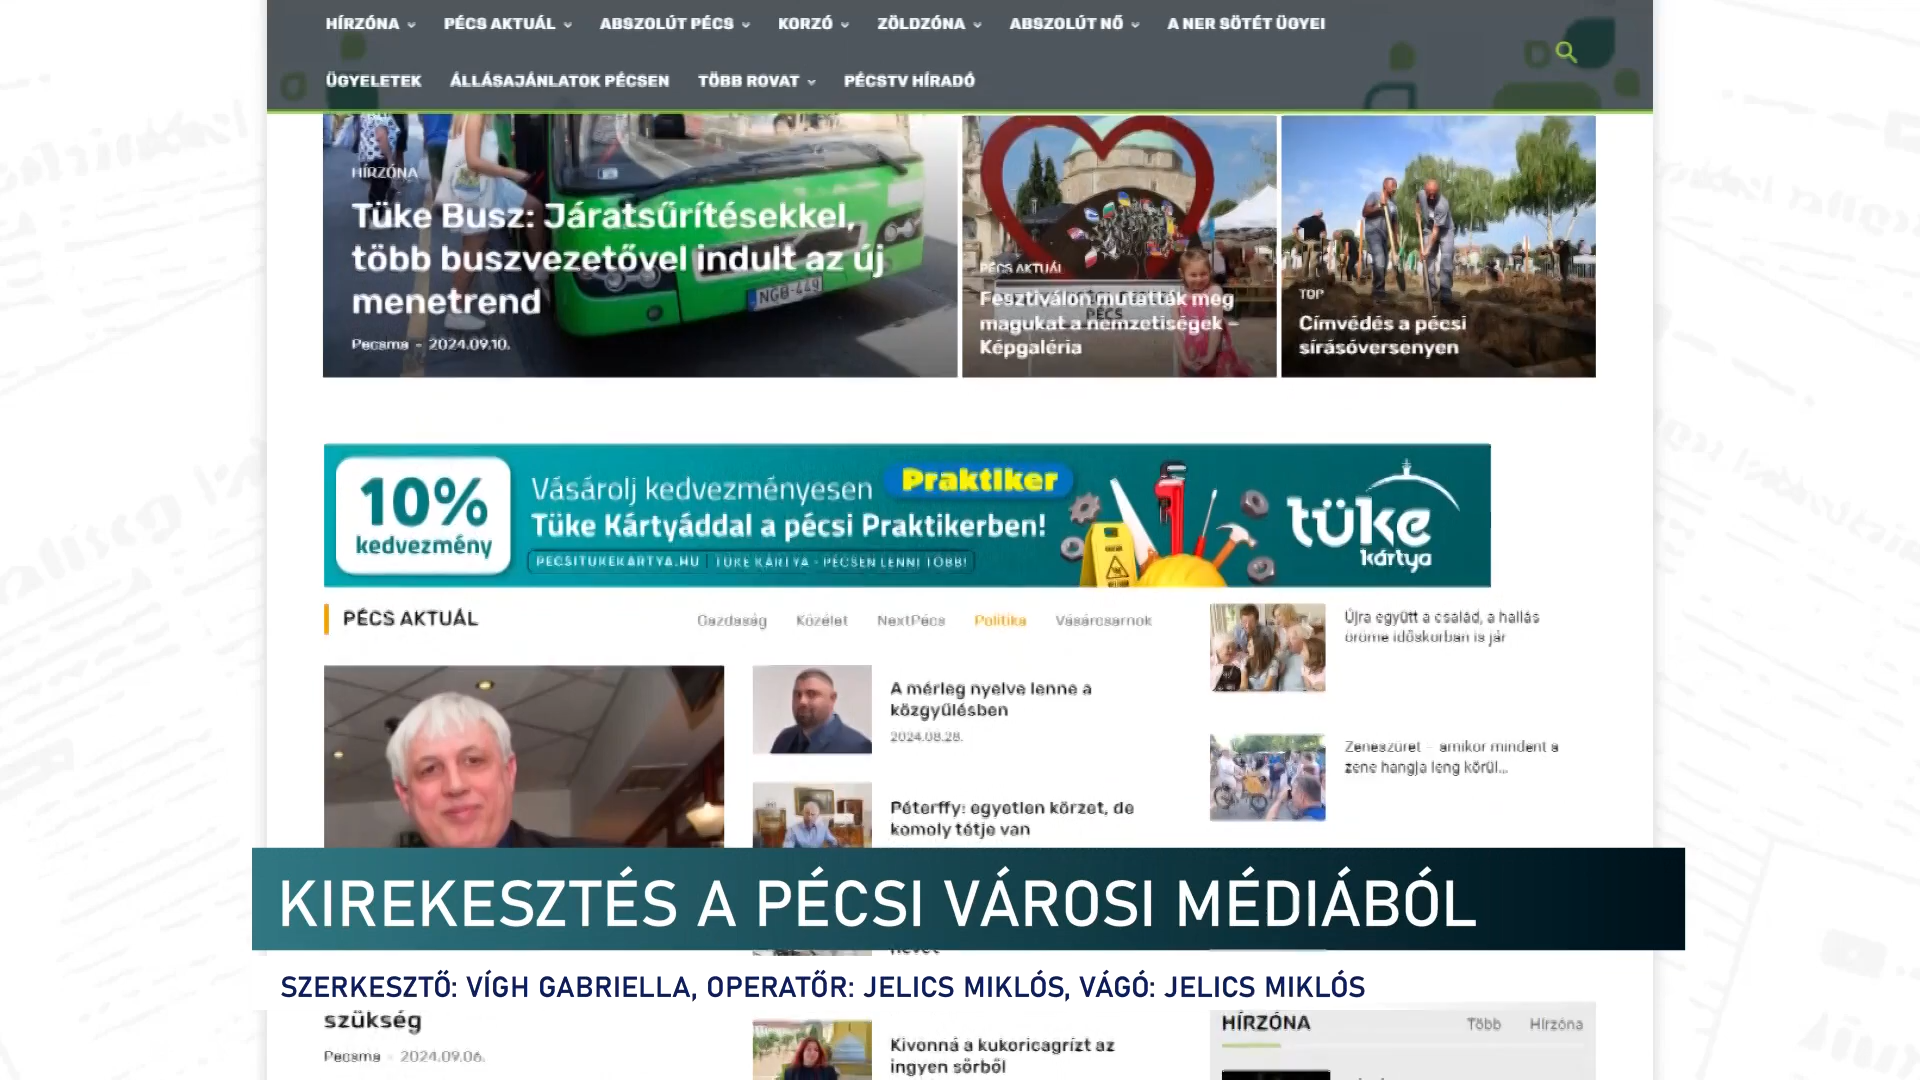 HÍRZÓNA
PÉCS AKTUÁL
ABSZOLÚT PÉCS
KORZÓ
ZÖLDZÓNA
ABSZOLÚT NŐ
A NER SÖTÉT ÜGYEI
ÜGYELETEK
ÁLLÁSAJÁNLATOK PÉCSEN
TÖBB ROVAT
PÉCSTV HÍRADÓ
HÍRZÓNA
Tüke Busz: Járatsűrítésekkel,
több buszvezetővel indult az új
menetrend
Pecsma - 2024.09.10.
NGB-449
PÉCS AKTUÁL
Fesztiválon mutatták meg
magukat a nemzetiségek –
Képgaléria
PÉCS
TOP
Címvédés a pécsi
sírásóversenyen
10%
kedvezmény
Vásárolj kedvezményesen Praktiker
Tüke Kártyáddal a pécsi Praktikerben!
PECSITUKEKARTYA.HU | TÜKE KÁRTYA - PÉCSEN LENNI TÖBB!
tüke
kártya
PÉCS AKTUÁL
Gazdaság
Közélet
NextPécs
Politika
Vásárcsarnok
A mérleg nyelve lenne a
közgyűlésben
2024.08.28.
Péterffy: egyetlen körzet, de
komoly tétje van
Újra együtt a család, a hallás
öröme időskorban is jár
Zeneszüret – amikor mindent a
zene hangja leng körül...
KIREKESZTÉS A PÉCSI VÁROSI MÉDIÁBÓL
SZERKESZTŐ: VÍGH GABRIELLA, OPERATŐR: JELICS MIKLÓS, VÁGÓ: JELICS MIKLÓS
szükség
Pecsma - 2024.09.06.
Kivonná a kukoricagrízt az
ingyen sörből
HÍRZÓNA
Több
Hírzóna